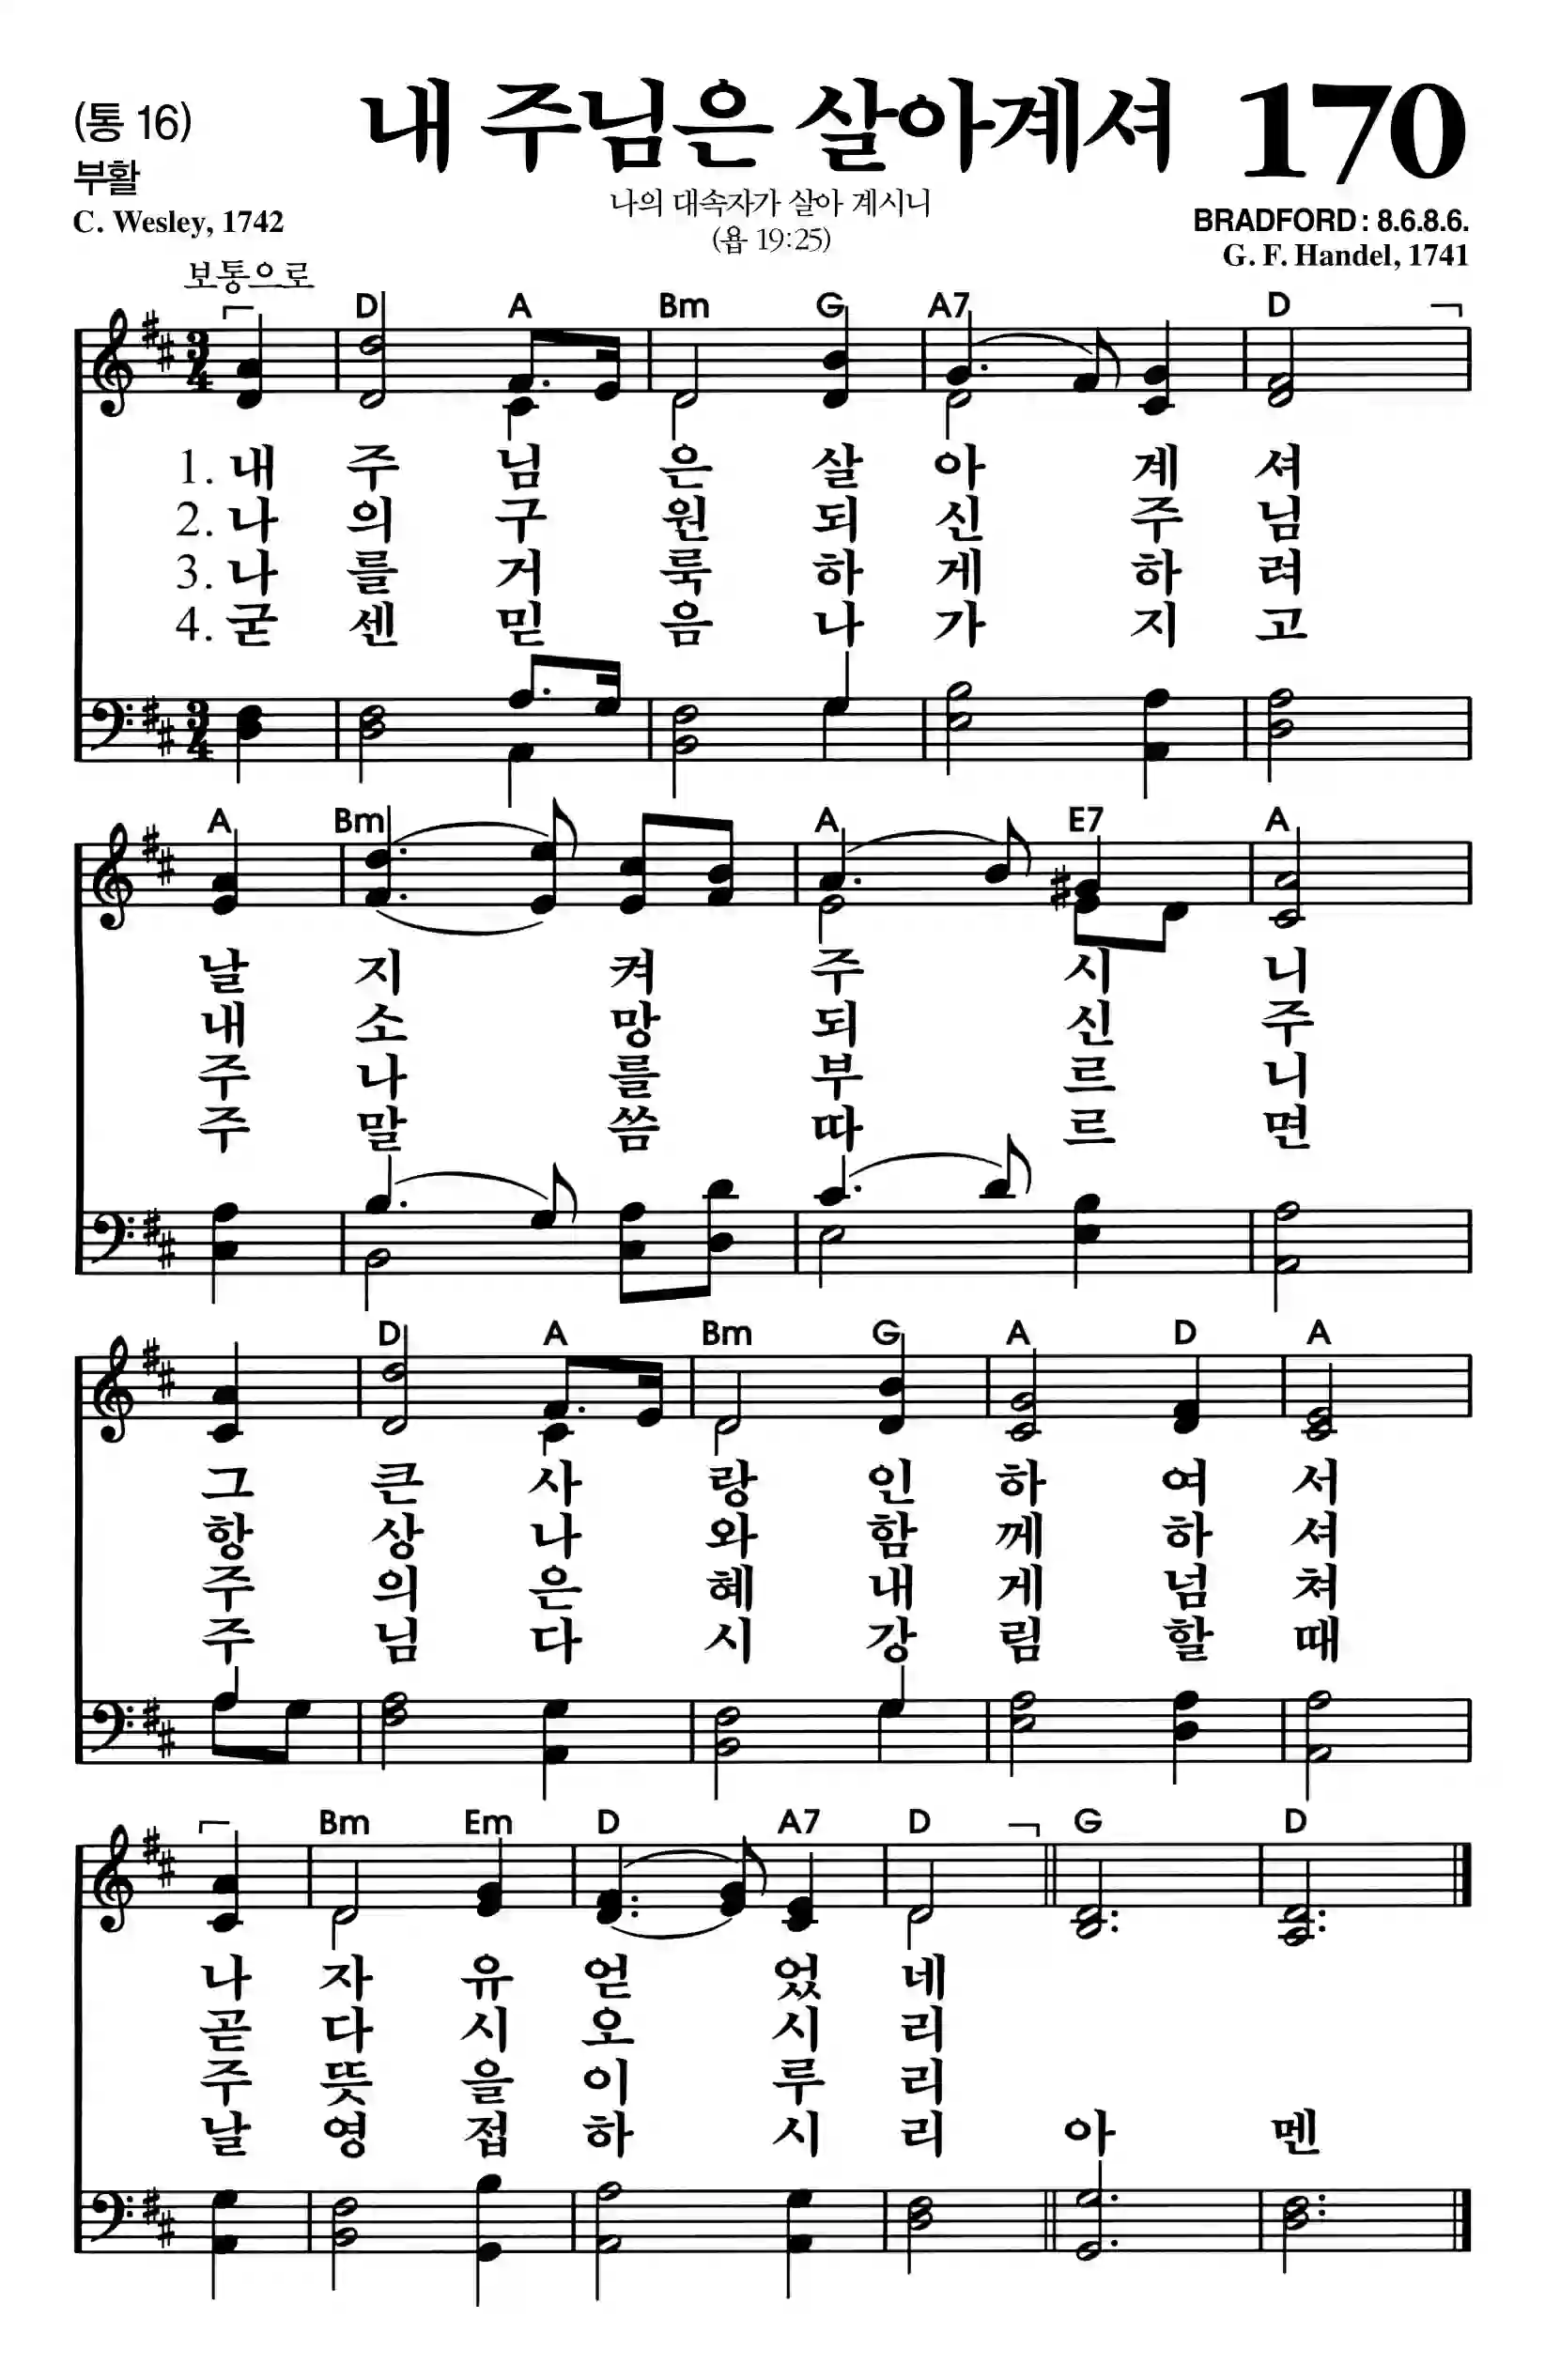 (통 16)
내 주님은 살아계셔 170
부활
나의 대속자가 살아 계시니
C. Wesley, 1742
(욥 19:25)
BRADFORD : 8.6.8.6.
G. F. Handel, 1741
보통으로
D A Bm G A7 D
3/4
1. 내 주 님 은 살 아 계 셔
2. 나 의 구 원 되 신 주 님
3. 나 를 거 룩 하 게 하 려
4. 굳 센 믿 음 나 가 지 고
3/4
A Bm A E7 A
날 지 켜 주 시 니
내 소 망 되 신 주
주 나 를 부 르 니
주 말 씀 따 르 면
D A Bm G A D A
그 큰 사 랑 인 하 여 서
항 상 나 와 함 께 하 셔
주 의 은 혜 내 게 넘 쳐
주 님 다 시 강 림 할 때
Bm Em D A7 D G D
나 자 유 얻 었 네
곧 다 시 오 시 리
주 뜻 을 이 루 리
날 영 접 하 시 리 아 멘